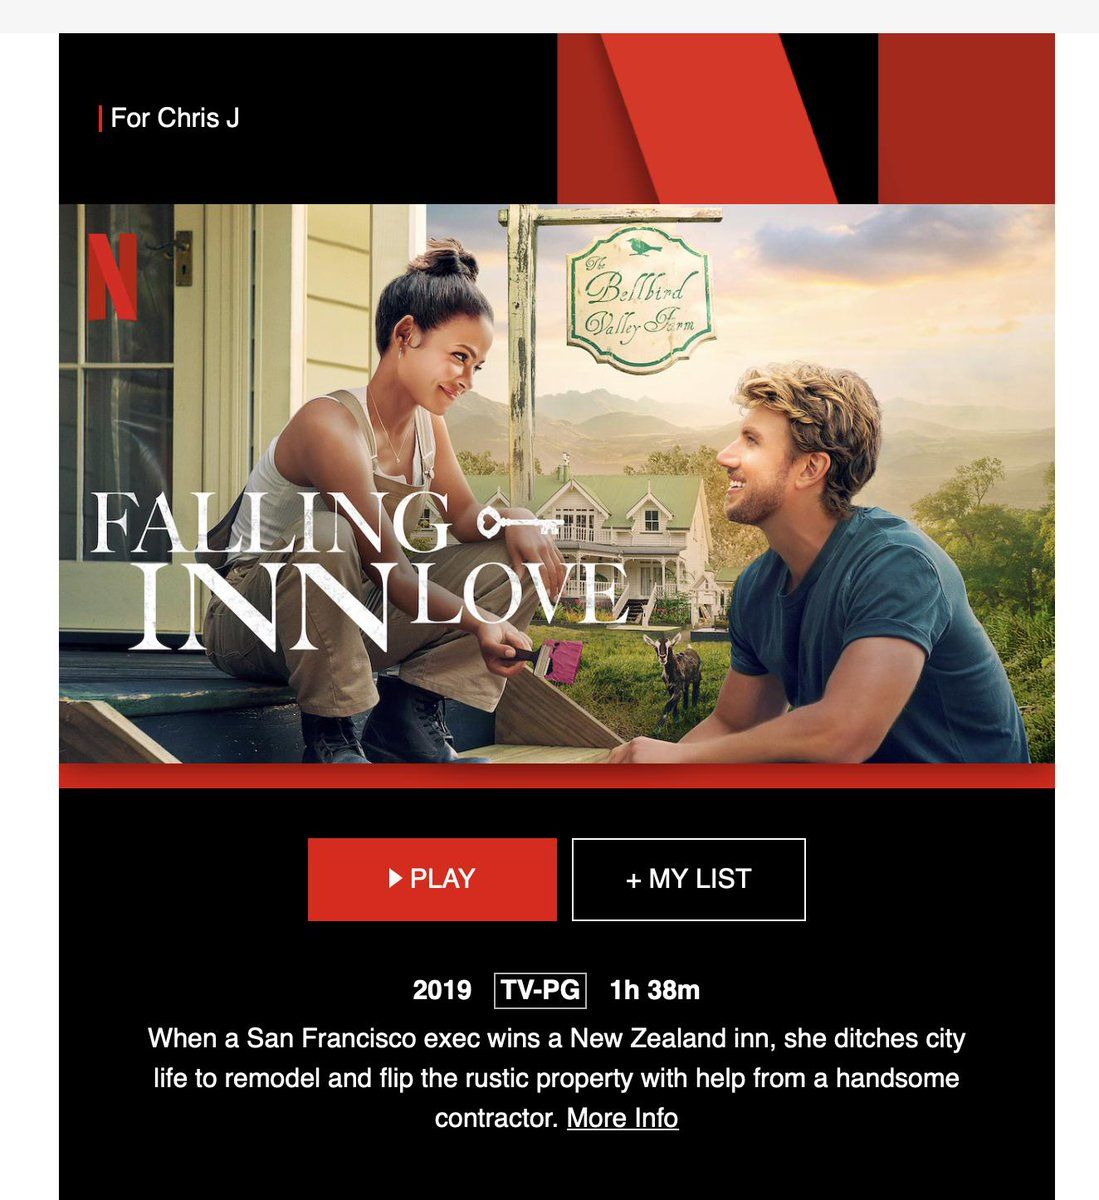 For Chris J
N
The
Bellbird
Valley Farm
FALLING
INN LOVE
PLAY
+ MY LIST
2019 TV-PG 1h 38m
When a San Francisco exec wins a New Zealand inn, she ditches city
life to remodel and flip the rustic property with help from a handsome
contractor. More Info